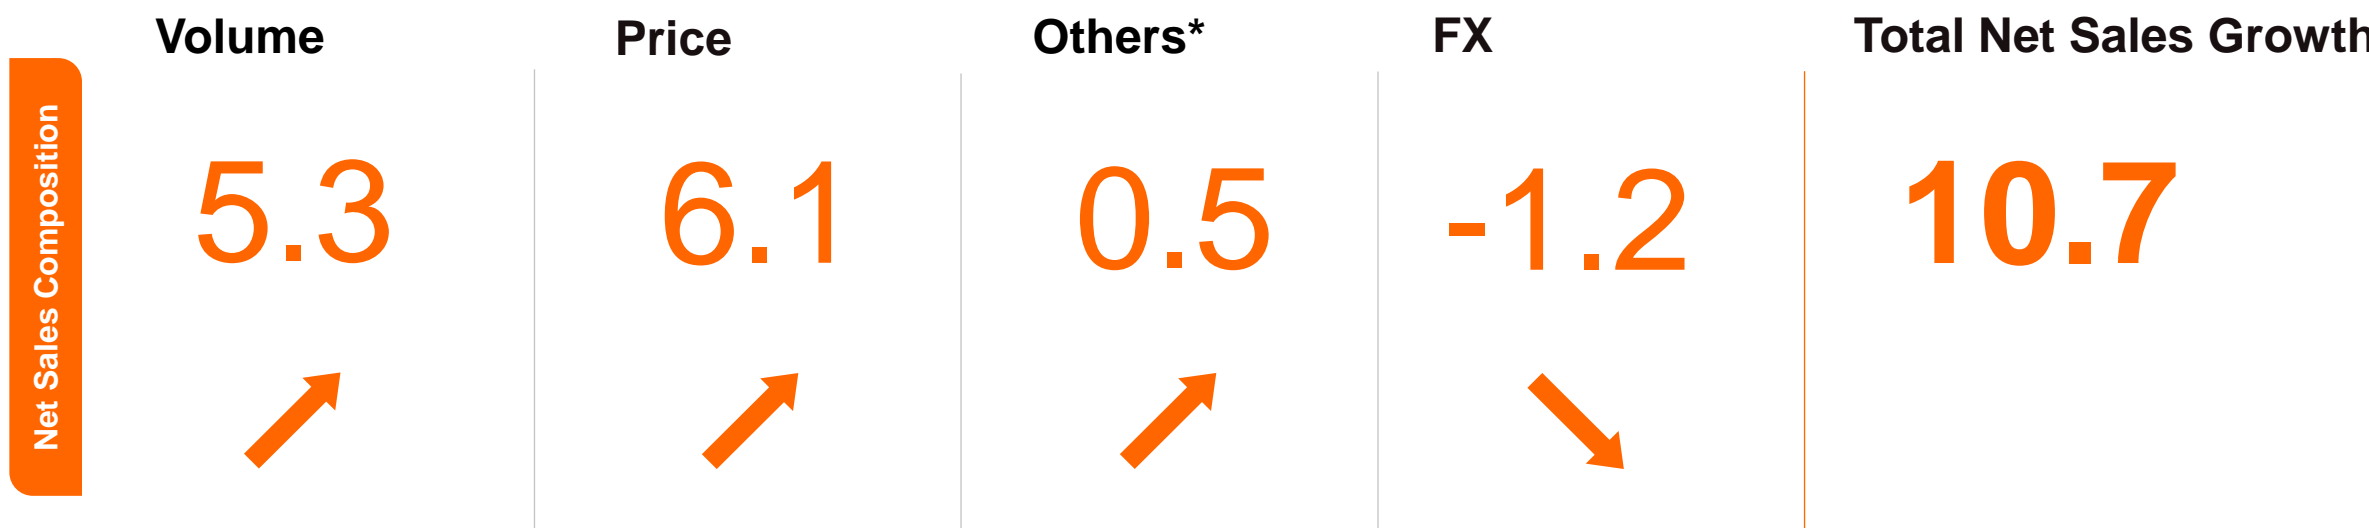 Volume
Price
Others*
FX
Total Net Sales Growth
Net Sales Composition
5.3
6.1
0.5
-1.2
10.7